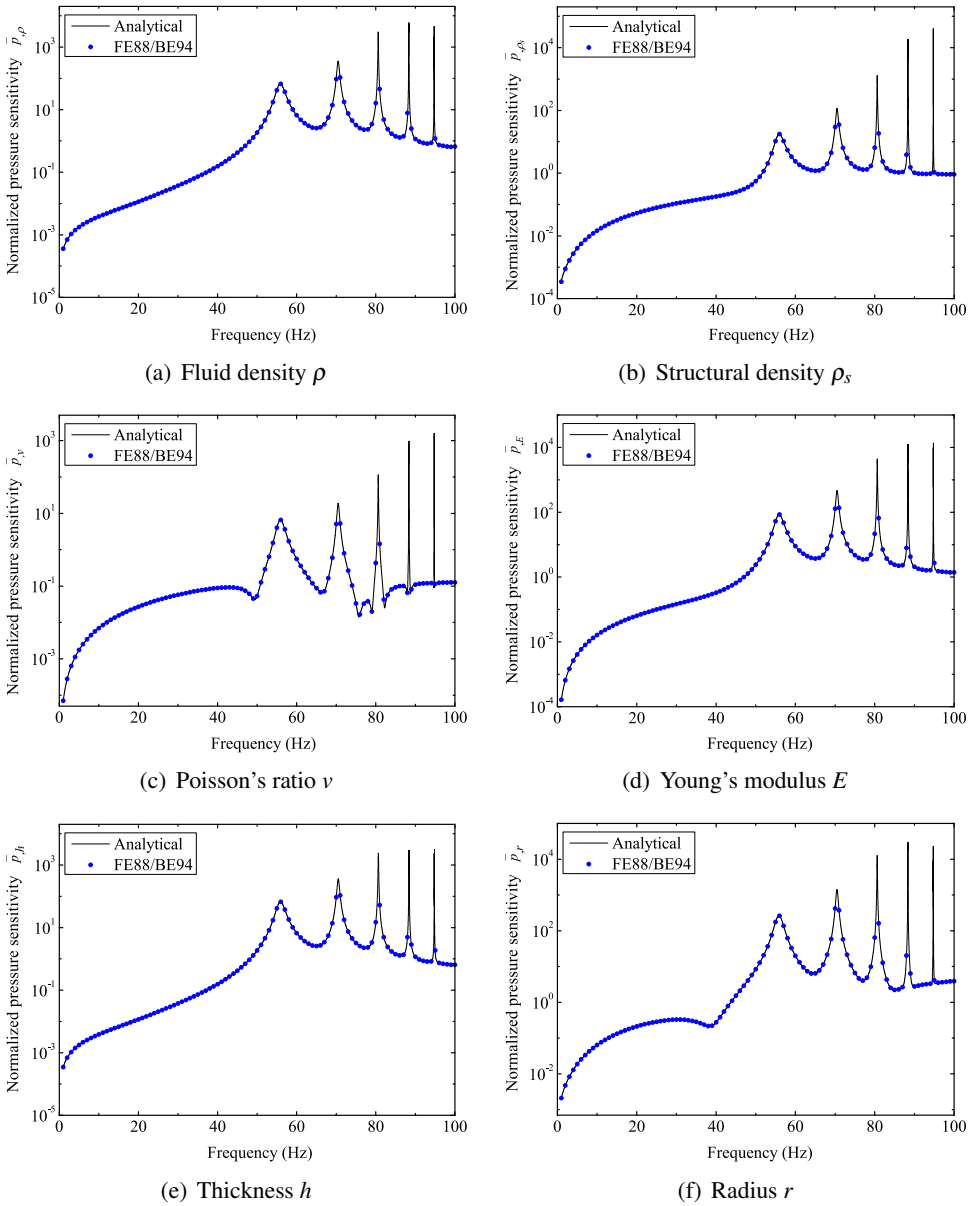 Normalized pressure sensitivity p̄,ρ
Analytical
FE88/BE94
10^3
10^1
10^-1
10^-3
10^-5
0 20 40 60 80 100
Frequency (Hz)
(a) Fluid density ρ
Normalized pressure sensitivity p̄,ρs
Analytical
FE88/BE94
10^4
10^2
10^0
10^-2
10^-4
0 20 40 60 80 100
Frequency (Hz)
(b) Structural density ρs
Normalized pressure sensitivity p̄,ν
Analytical
FE88/BE94
10^3
10^1
10^-1
10^-3
0 20 40 60 80 100
Frequency (Hz)
(c) Poisson's ratio ν
Normalized pressure sensitivity p̄,E
Analytical
FE88/BE94
10^4
10^2
10^0
10^-2
10^-4
0 20 40 60 80 100
Frequency (Hz)
(d) Young's modulus E
Normalized pressure sensitivity p̄,h
Analytical
FE88/BE94
10^3
10^1
10^-1
10^-3
10^-5
0 20 40 60 80 100
Frequency (Hz)
(e) Thickness h
Normalized pressure sensitivity p̄,r
Analytical
FE88/BE94
10^4
10^2
10^0
10^-2
0 20 40 60 80 100
Frequency (Hz)
(f) Radius r